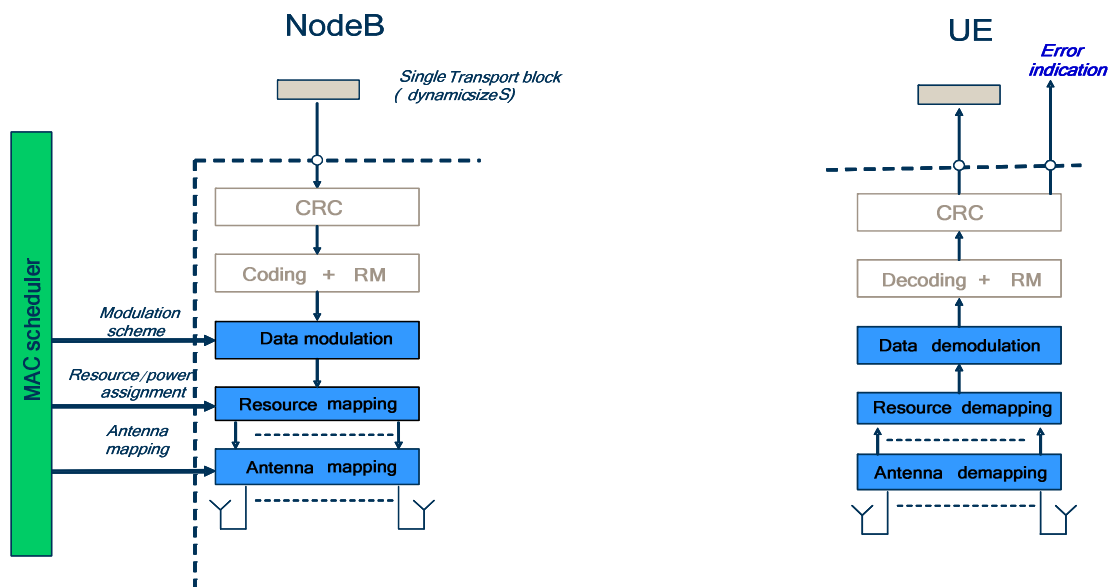 NodeB
UE
Single Transport block
( dynamicsizeS)
Error
indication
MAC scheduler
CRC
Coding + RM
Modulation
scheme
Data modulation
Resource/power
assignment
Resource mapping
Antenna
mapping
Antenna mapping
CRC
Decoding + RM
Data demodulation
Resource demapping
Antenna demapping